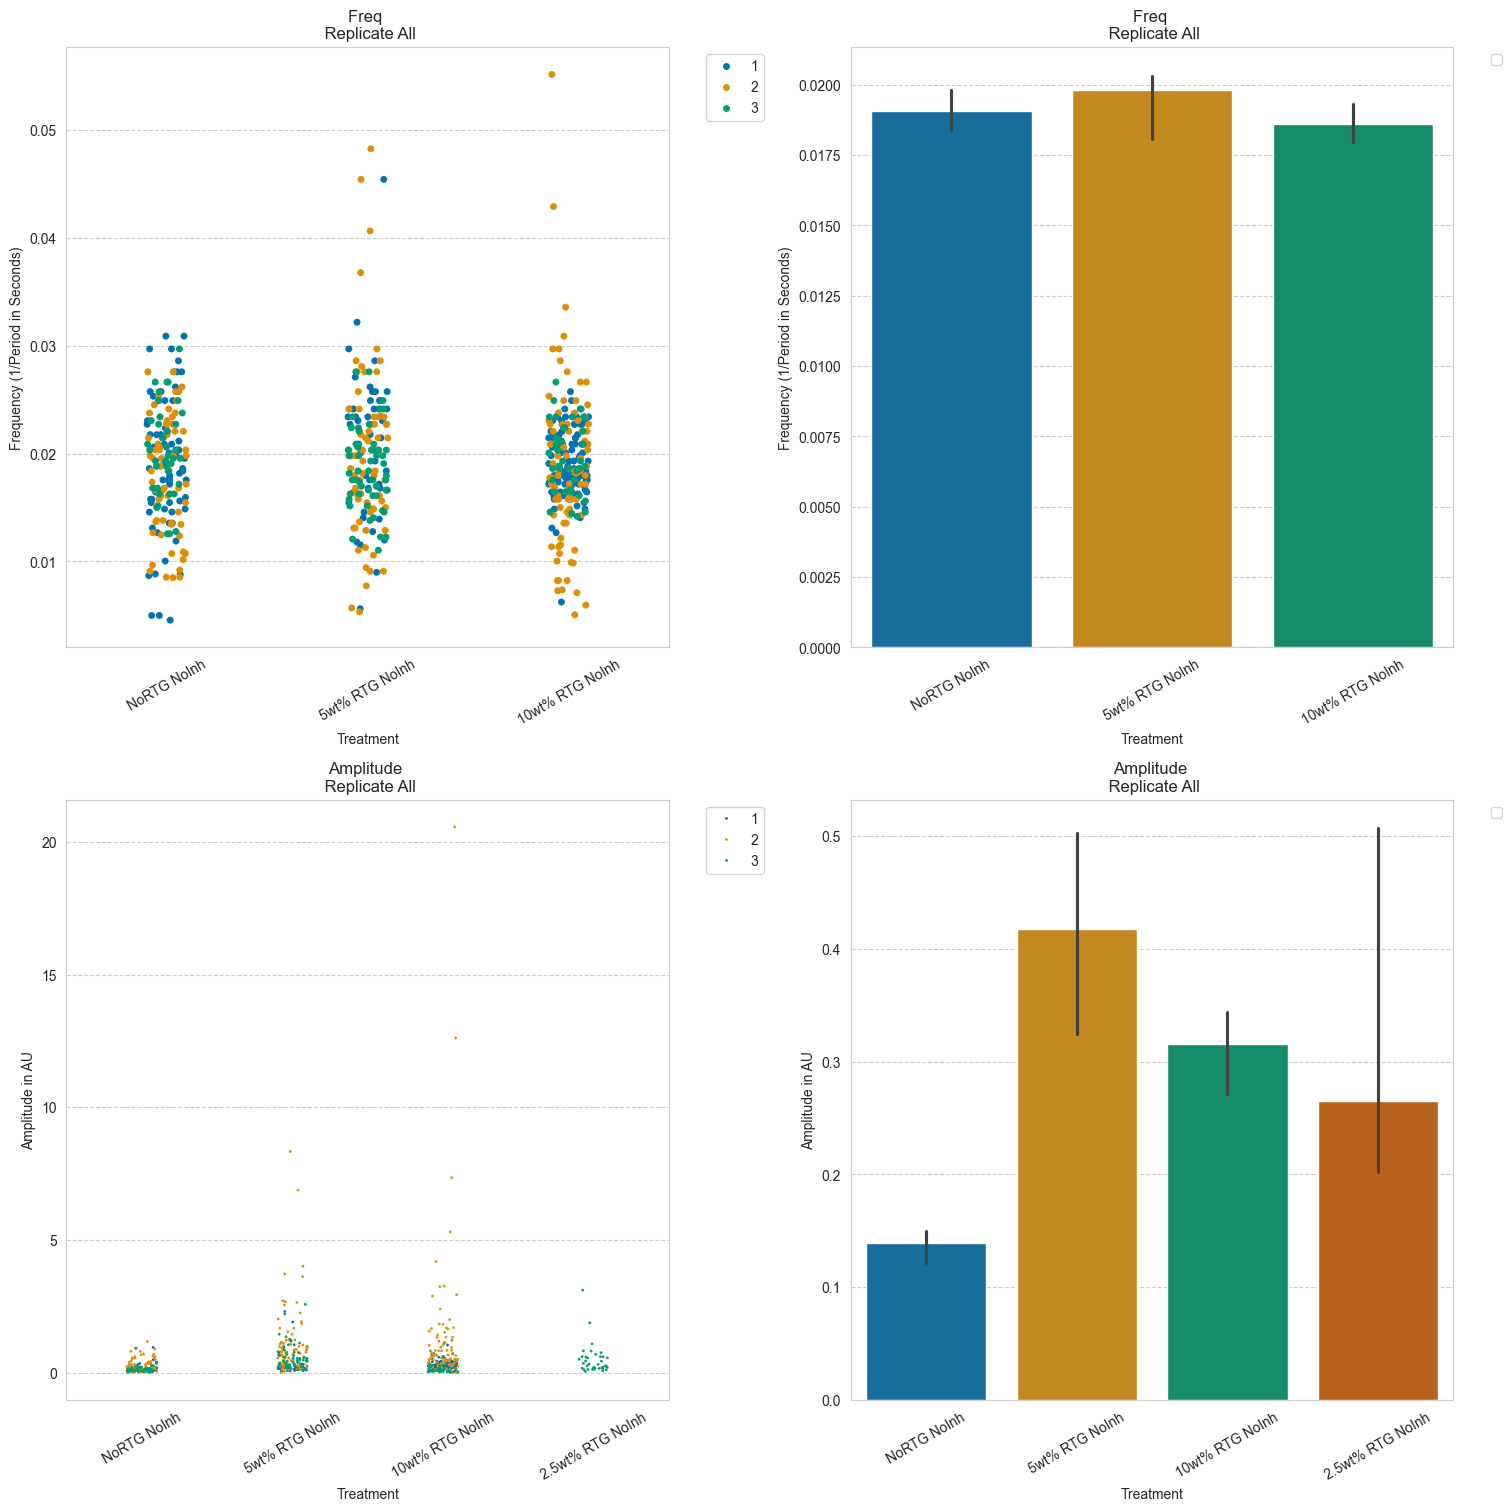 Freq
Replicate All
Frequency (1/Period in Seconds)
0.05
0.04
0.03
0.02
0.01
NoRTG NoInh
5wt% RTG NoInh
10wt% RTG NoInh
Treatment
1
2
3
Freq
Replicate All
Frequency (1/Period in Seconds)
0.0200
0.0175
0.0150
0.0125
0.0100
0.0075
0.0050
0.0025
0.0000
NoRTG NoInh
5wt% RTG NoInh
10wt% RTG NoInh
Treatment
Amplitude
Replicate All
Amplitude in AU
20
15
10
5
0
NoRTG NoInh
5wt% RTG NoInh
10wt% RTG NoInh
2.5wt% RTG NoInh
Treatment
1
2
3
Amplitude
Replicate All
Amplitude in AU
0.5
0.4
0.3
0.2
0.1
0.0
NoRTG NoInh
5wt% RTG NoInh
10wt% RTG NoInh
2.5wt% RTG NoInh
Treatment